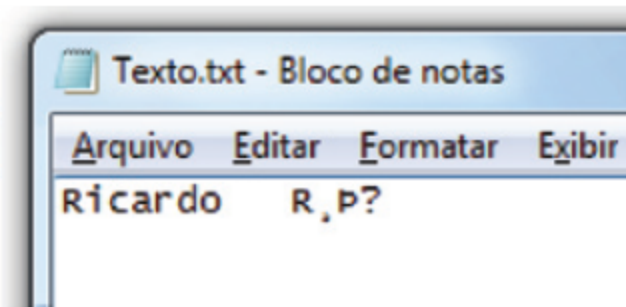 Texto.txt - Bloco de notas
Arquivo Editar Formatar Exibir
Ricardo R¸Þ?